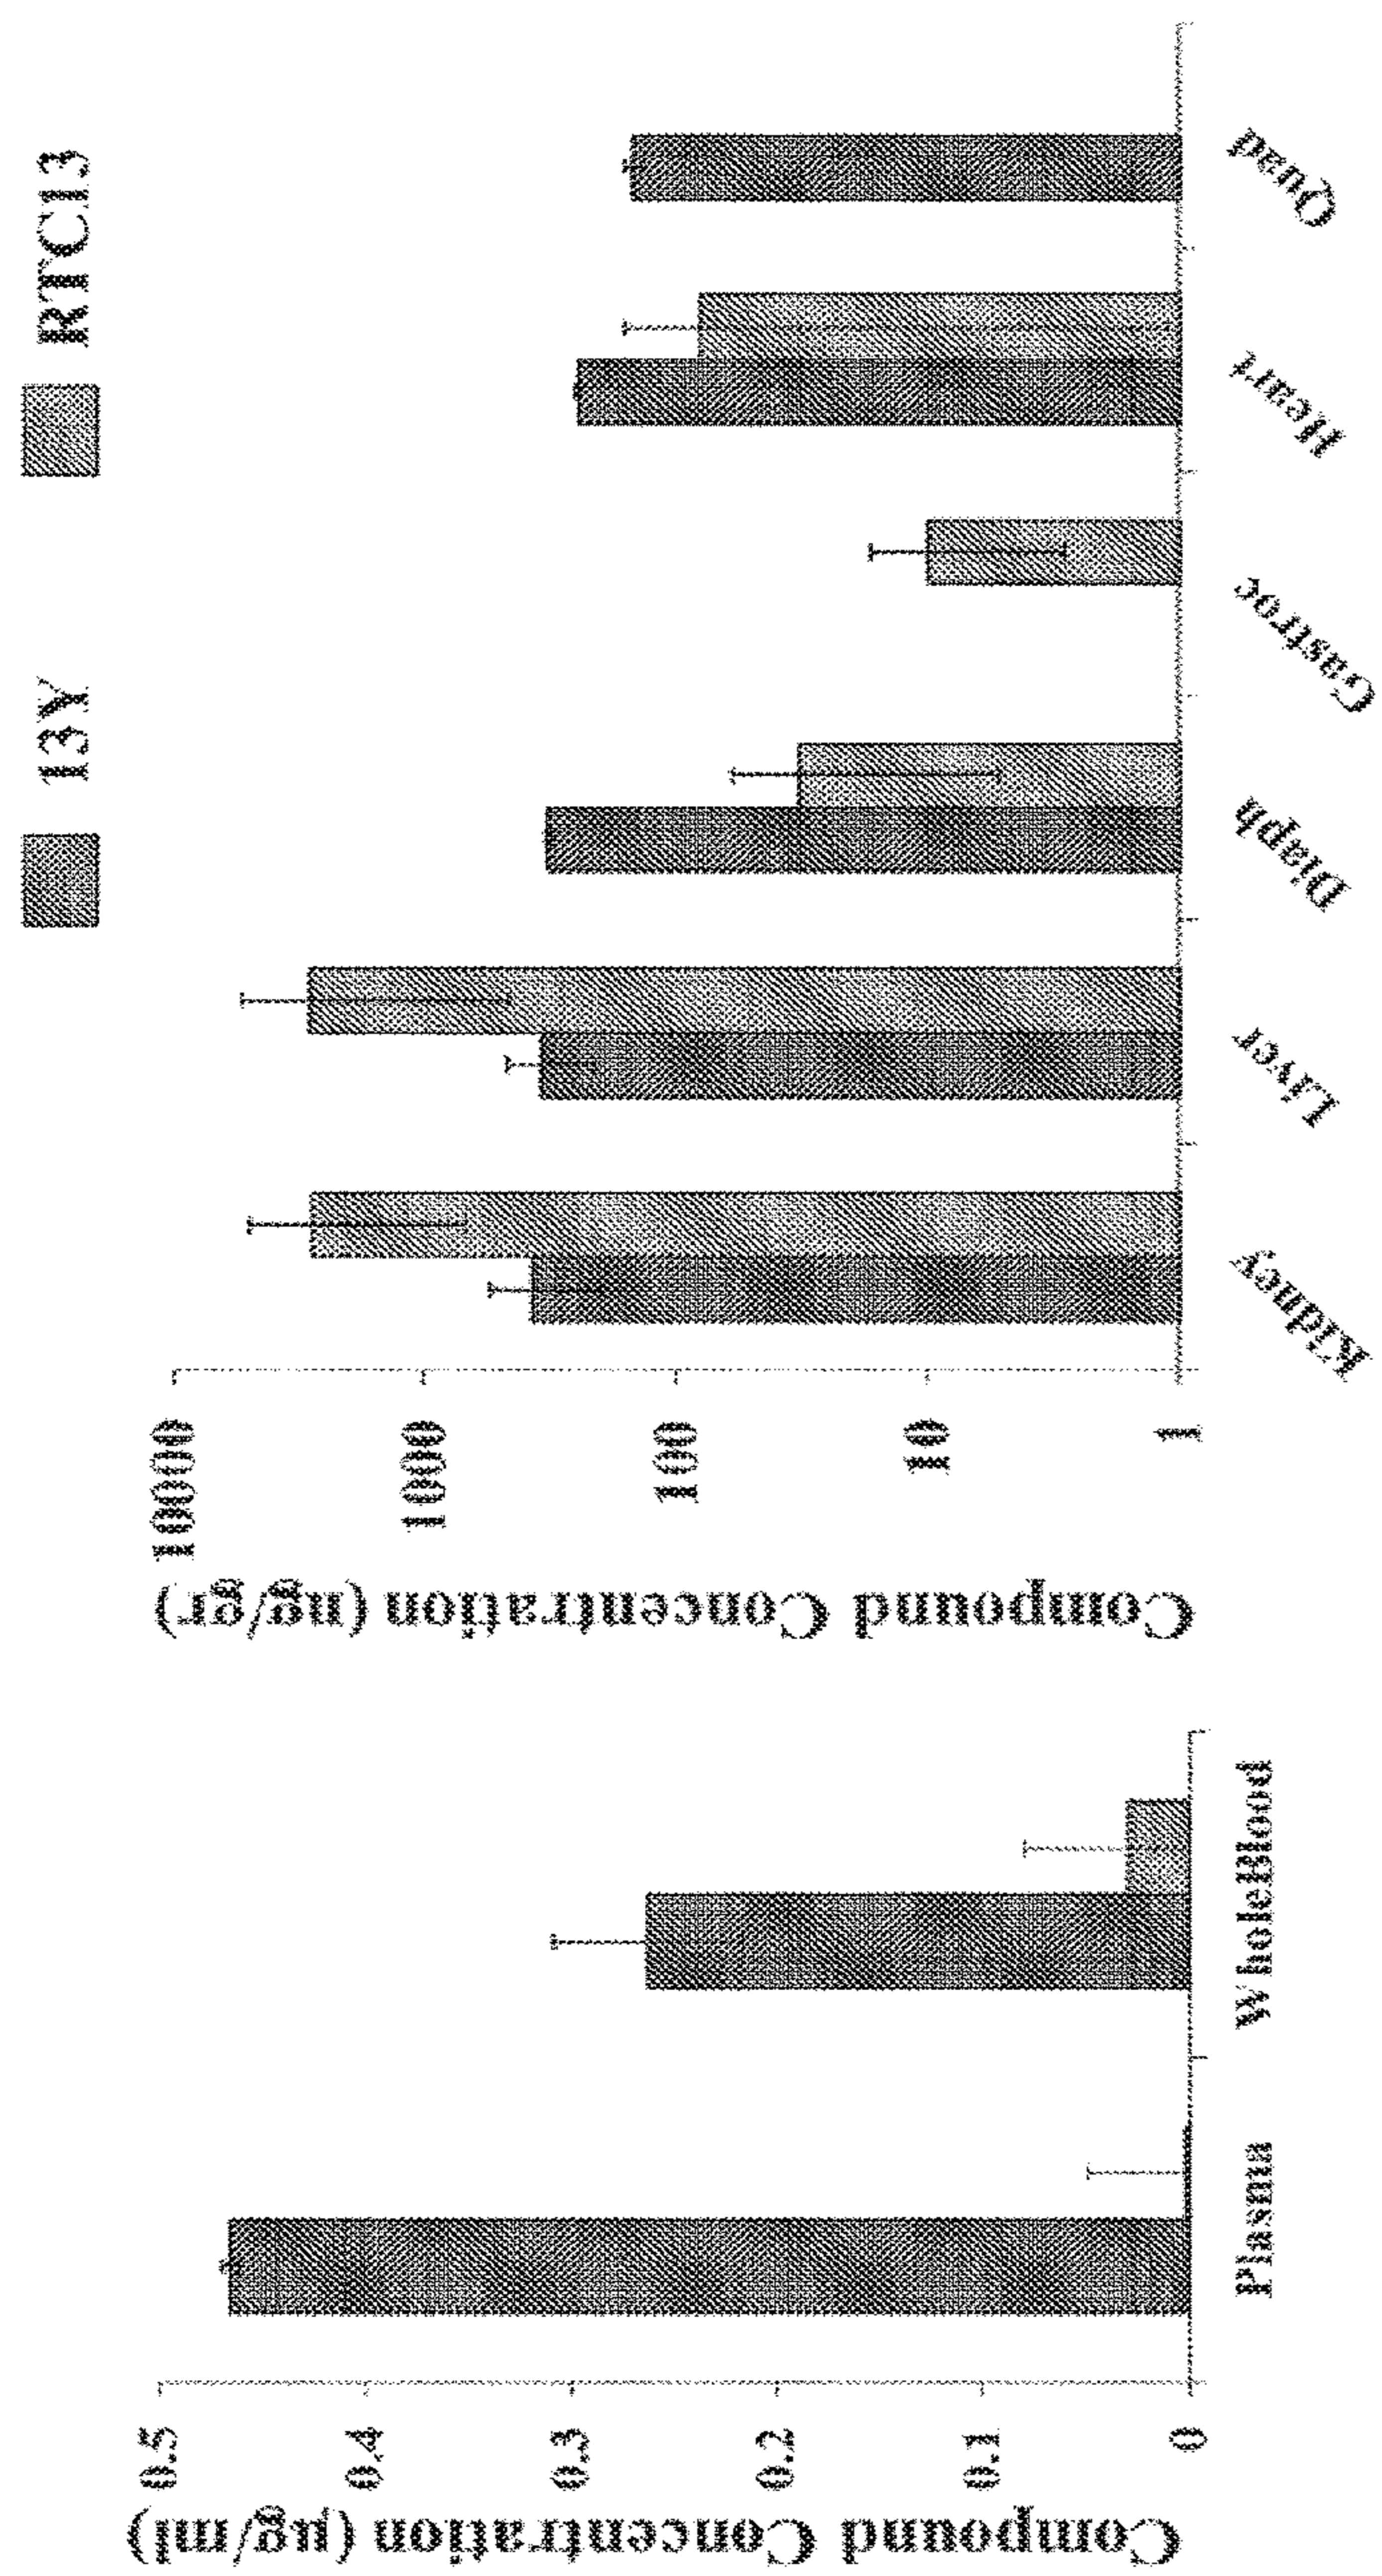 13Y RTC13
Compound Concentration (µg/ml)
0.5
0.4
0.3
0.2
0.1
0
Plasma
WholeBlood
Compound Concentration (ng/gr)
10000
1000
100
10
1
Kidney
Liver
Diaph
Gastroc
Heart
Quad